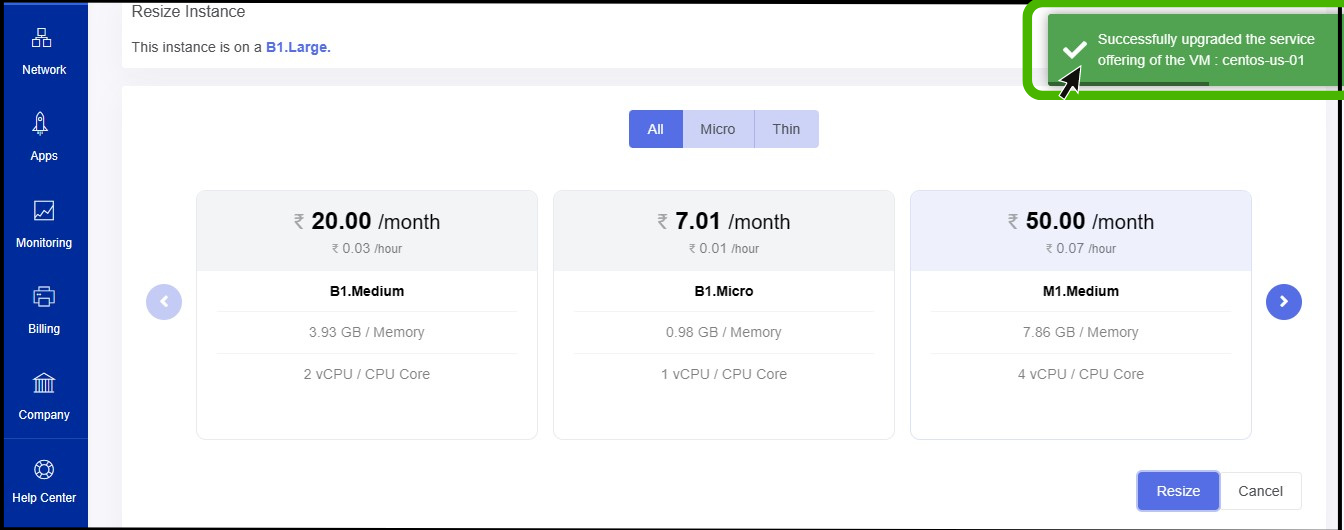 Resize Instance
This instance is on a B1.Large.
Successfully upgraded the service
offering of the VM : centos-us-01
Network
Apps
Monitoring
Billing
Company
Help Center
All Micro Thin
₹ 20.00 /month
₹ 0.03 /hour
B1.Medium
3.93 GB / Memory
2 vCPU / CPU Core
₹ 7.01 /month
₹ 0.01 /hour
B1.Micro
0.98 GB / Memory
1 vCPU / CPU Core
₹ 50.00 /month
₹ 0.07 /hour
M1.Medium
7.86 GB / Memory
4 vCPU / CPU Core
Resize Cancel